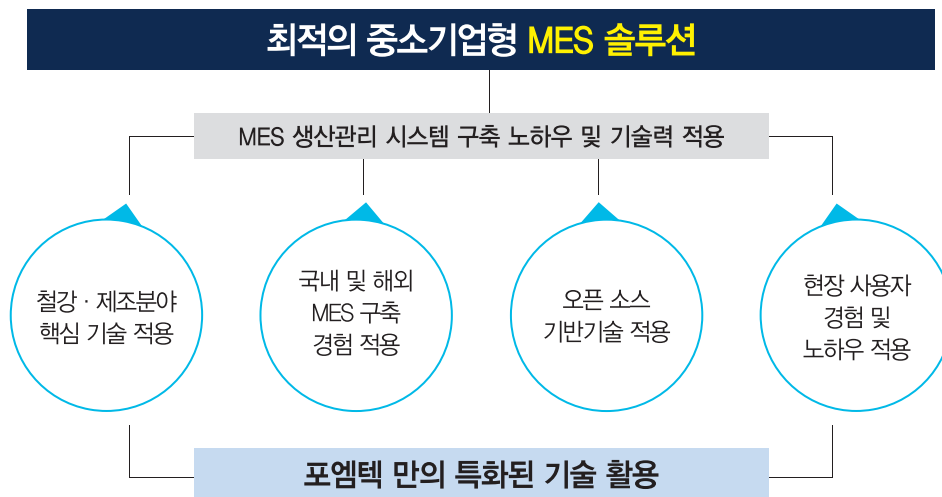 최적의 중소기업형 MES 솔루션
MES 생산관리 시스템 구축 노하우 및 기술력 적용
철강 · 제조분야
핵심 기술 적용
국내 및 해외
MES 구축
경험 적용
오픈 소스
기반기술 적용
현장 사용자
경험 및
노하우 적용
포엠텍 만의 특화된 기술 활용